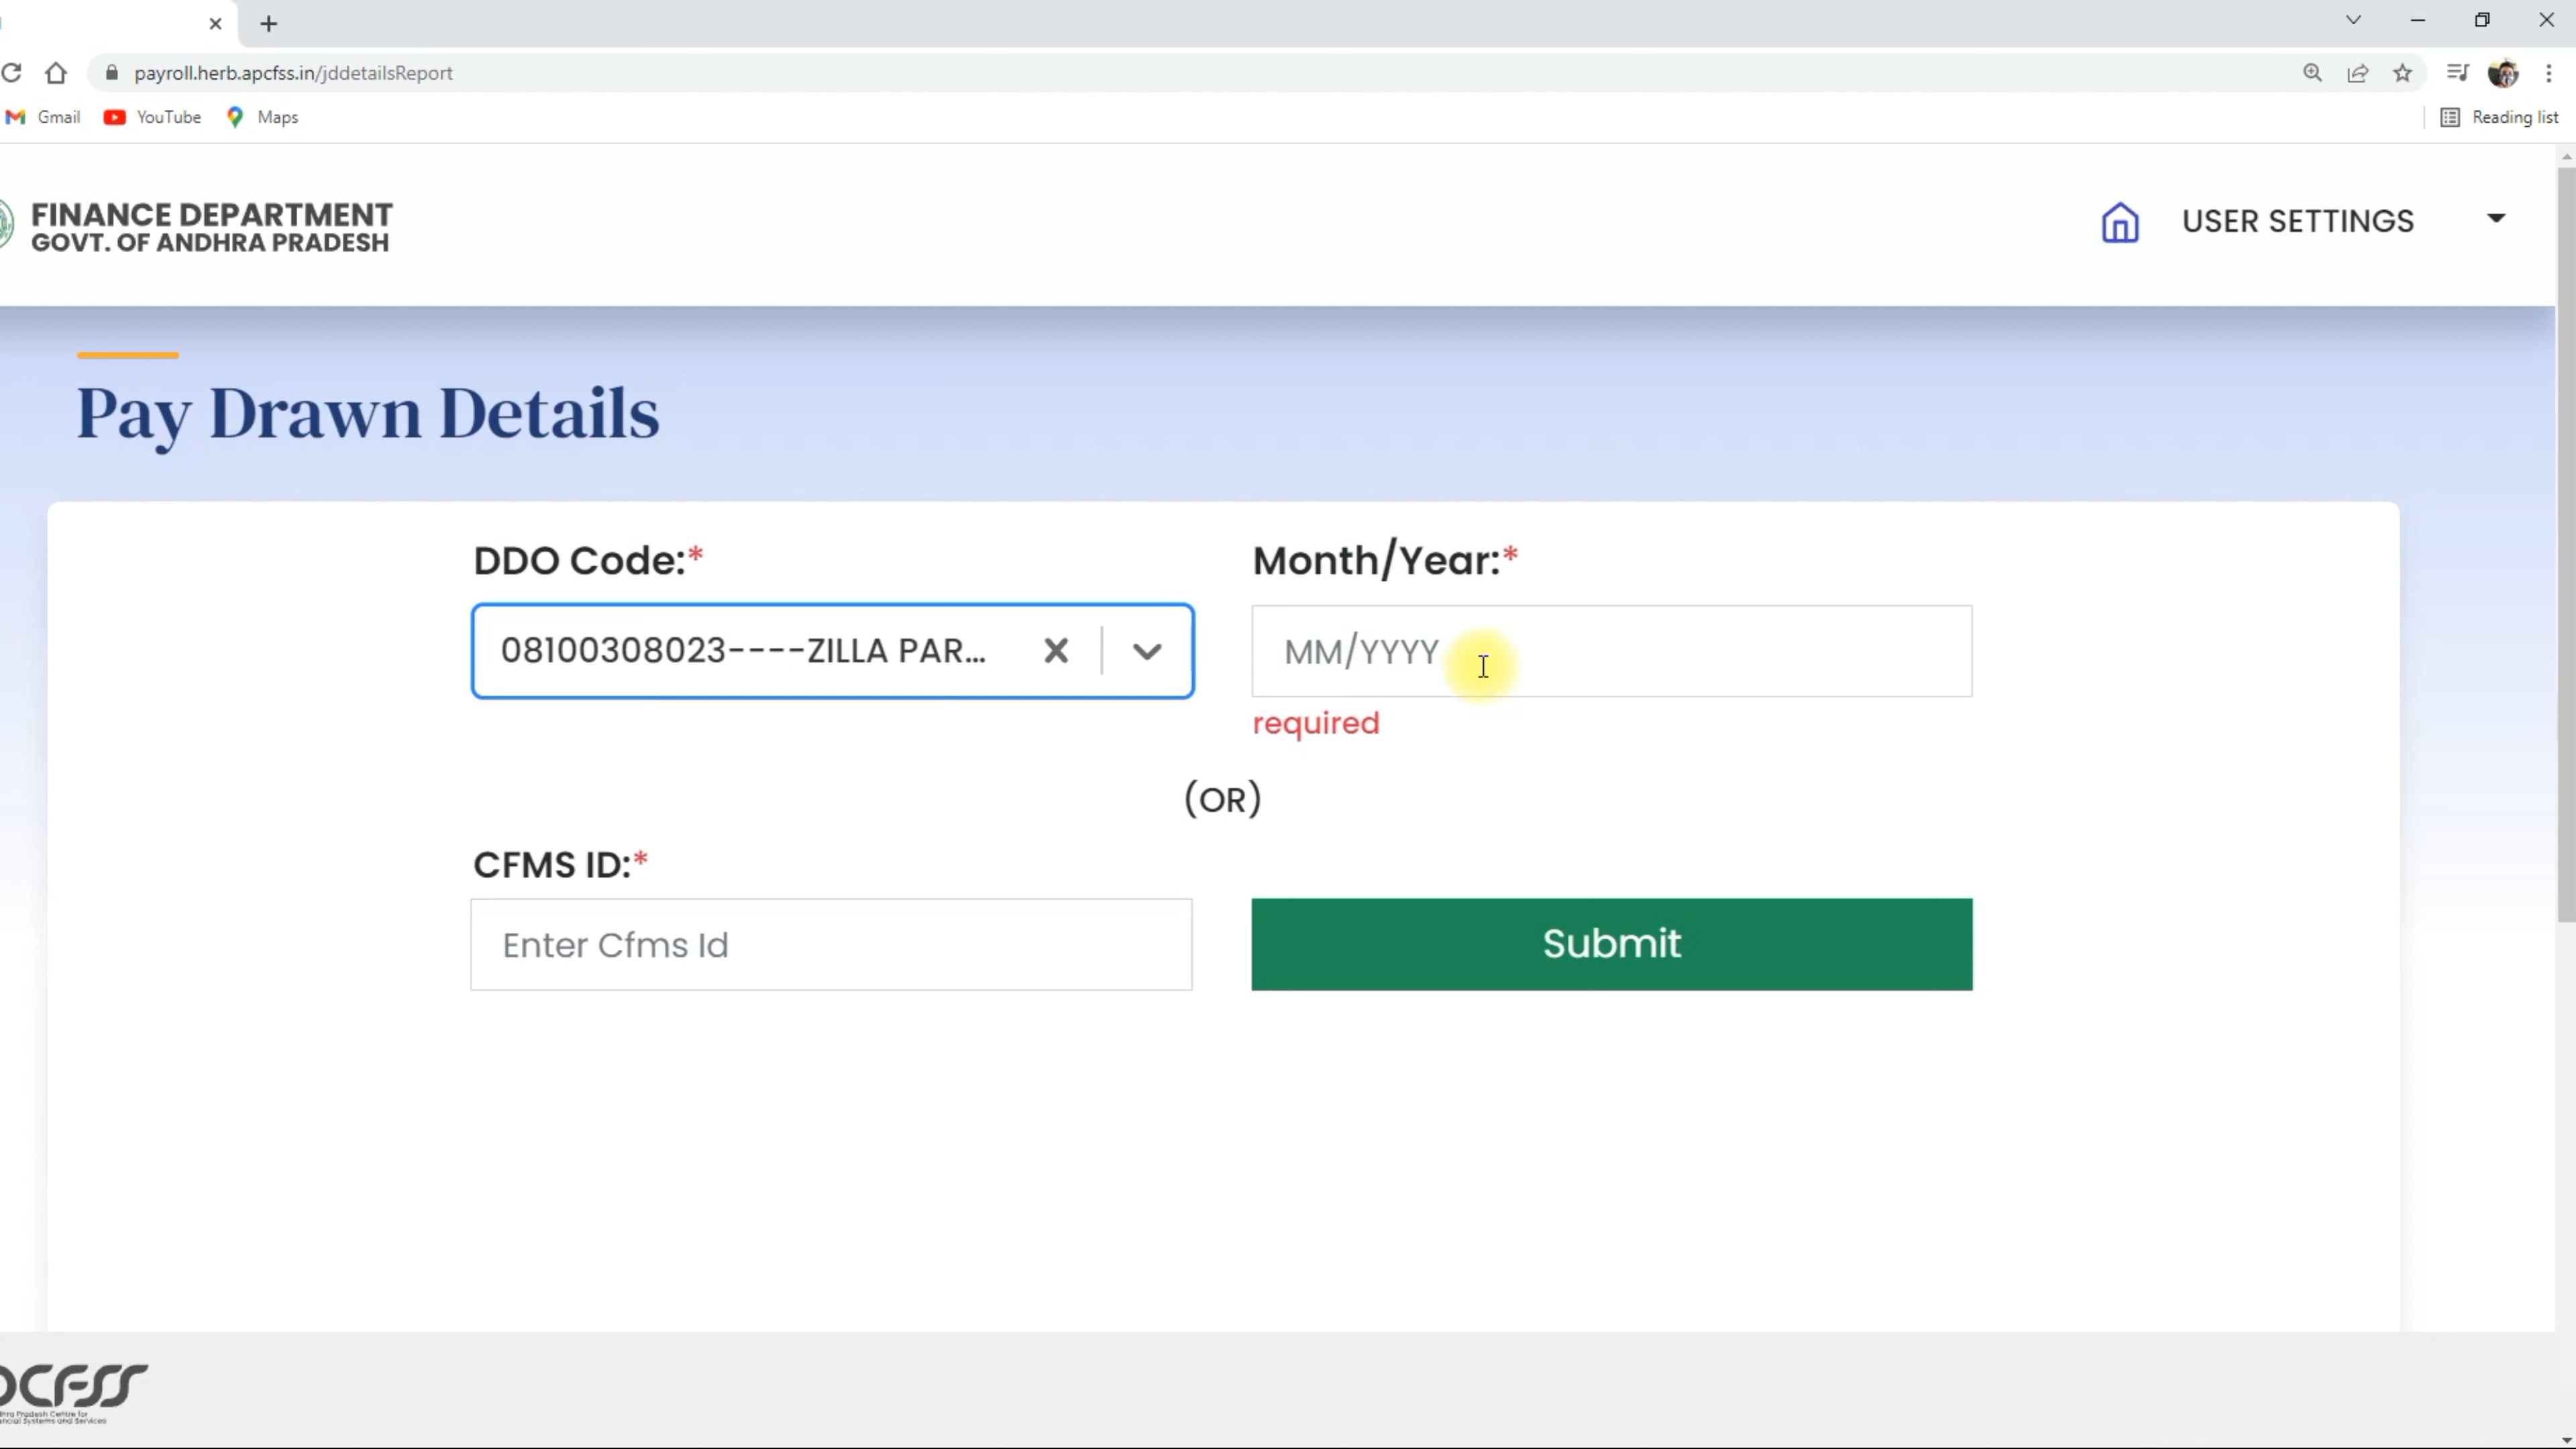 payroll.herb.apcfss.in/jddetailsReport
Gmail YouTube Maps Reading list
FINANCE DEPARTMENT
GOVT. OF ANDHRA PRADESH
USER SETTINGS
Pay Drawn Details
DDO Code:* Month/Year:*
08100308023----ZILLA PAR... MM/YYYY
required
(OR)
CFMS ID:*
Enter Cfms Id Submit